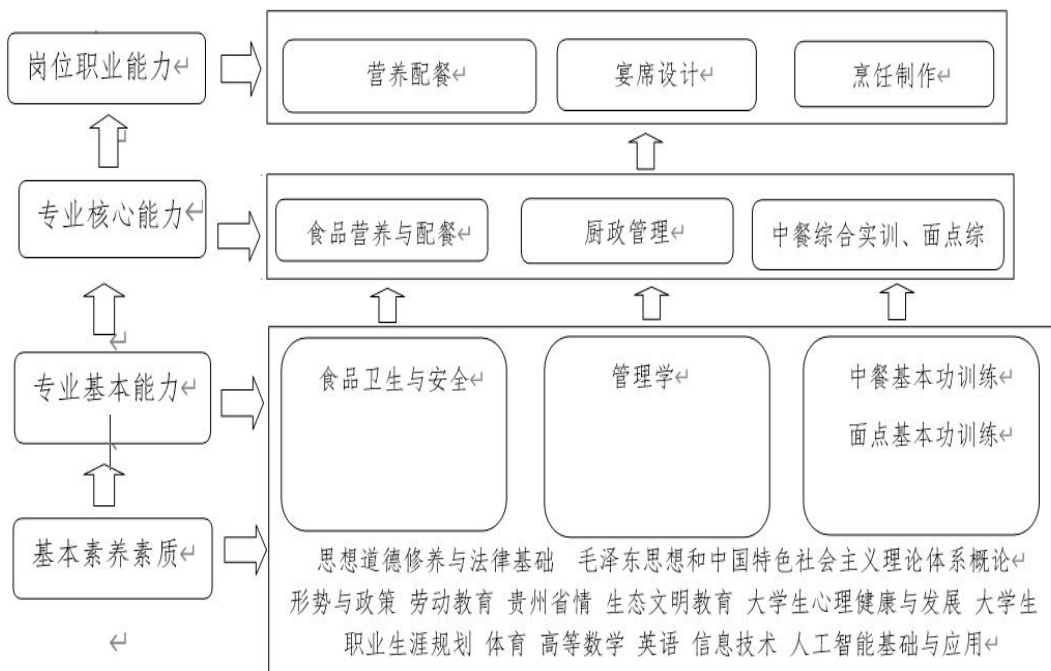 岗位职业能力↵
营养配餐↵
宴席设计↵
烹饪制作↵
专业核心能力↵
食品营养与配餐↵
厨政管理↵
中餐综合实训、面点综
专业基本能力↵
食品卫生与安全↵
管理学↵
中餐基本功训练↵
面点基本功训练↵
基本素养素质↵
思想道德修养与法律基础 毛泽东思想和中国特色社会主义理论体系概论↵
形势与政策 劳动教育 贵州省情 生态文明教育 大学生心理健康与发展 大学生
职业生涯规划 体育 高等数学 英语 信息技术 人工智能基础与应用↵